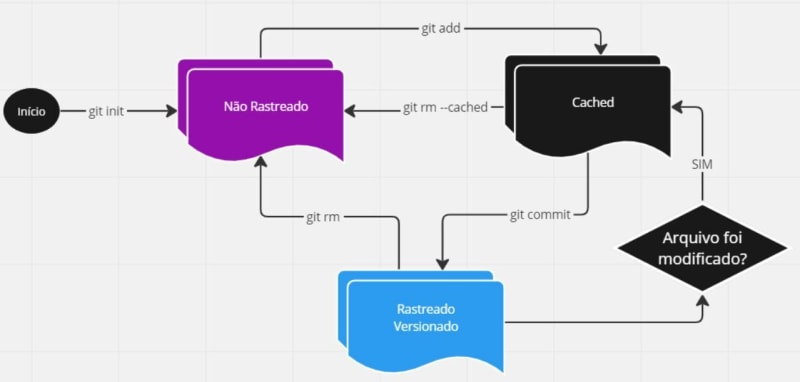 git add
Início
git init
Não Rastreado
git rm --cached
Cached
SIM
git rm
git commit
Arquivo foi
modificado?
Rastreado
Versionado